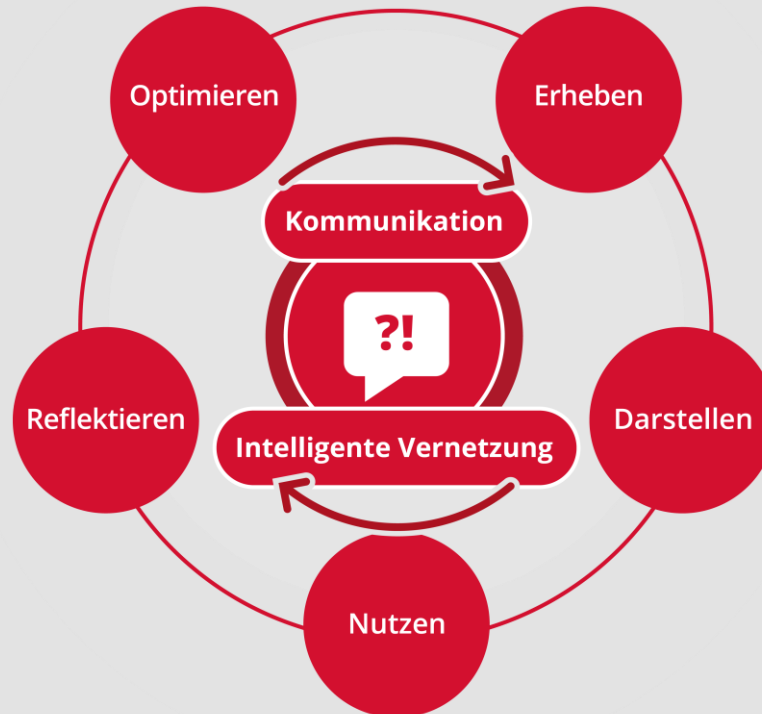 Optimieren
Erheben
Kommunikation
?!
Reflektieren
Darstellen
Intelligente Vernetzung
Nutzen